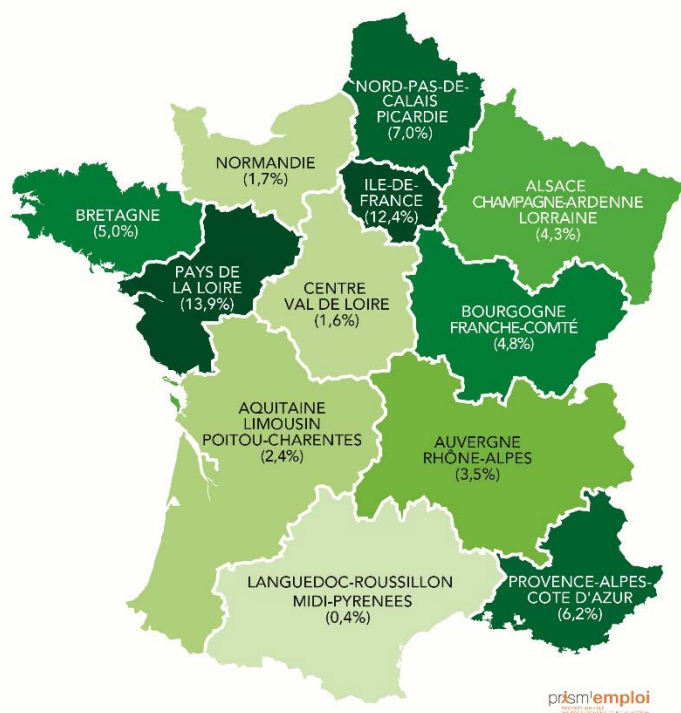 NORD-PAS-DE-
CALAIS
PICARDIE
(7,0%)
NORMANDIE
(1,7%)
ILE-DE-
FRANCE
(12,4%)
ALSACE
CHAMPAGNE-ARDENNE
LORRAINE
(4,3%)
BRETAGNE
(5,0%)
PAYS DE
LA LOIRE
(13,9%)
CENTRE
VAL DE LOIRE
(1,6%)
BOURGOGNE
FRANCHE-COMTÉ
(4,8%)
AQUITAINE
LIMOUSIN
POITOU-CHARENTES
(2,4%)
AUVERGNE
RHÔNE-ALPES
(3,5%)
LANGUEDOC-ROUSSILLON
MIDI-PYRENEES
(0,4%)
PROVENCE-ALPES-
COTE D'AZUR
(6,2%)
prism'emploi